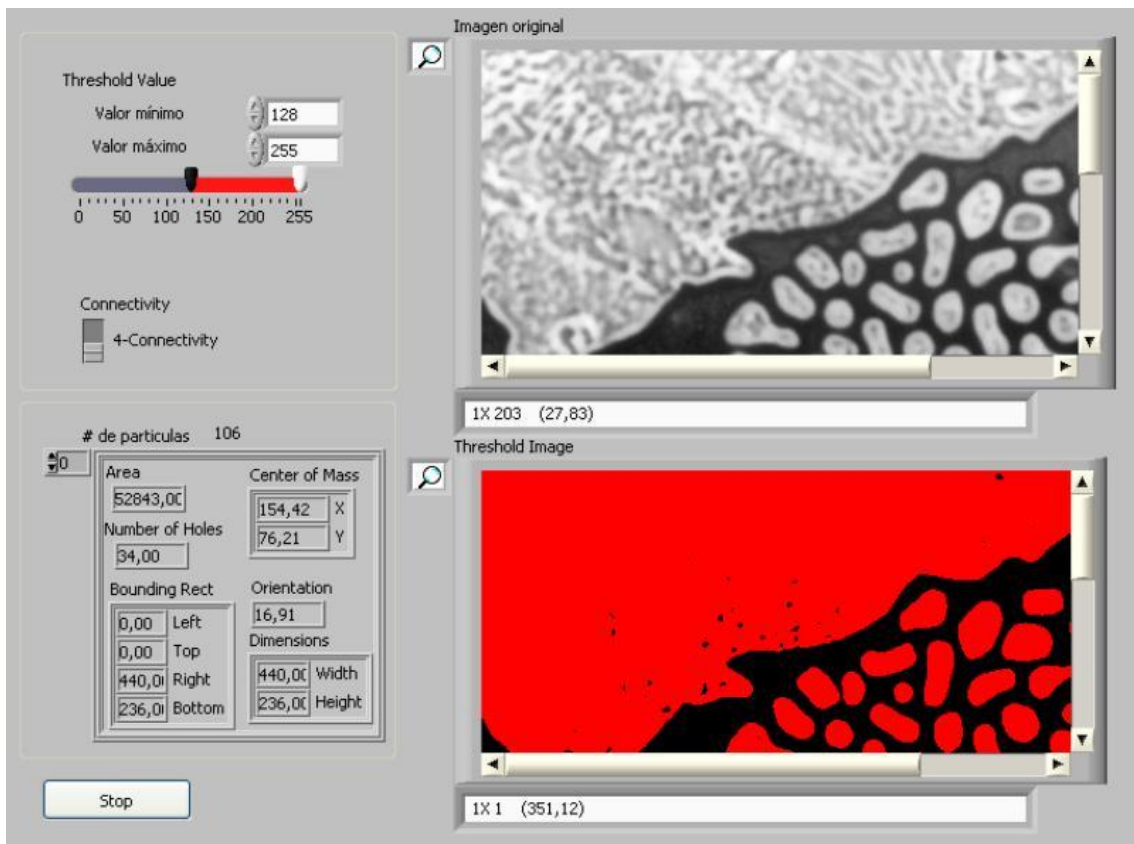 Threshold Value
Valor mínimo 128
Valor máximo 255
0 50 100 150 200 255
Connectivity
4-Connectivity
# de particulas 106
0
Area
52843,00
Number of Holes
34,00
Bounding Rect
0,00 Left
0,00 Top
440,0 Right
236,0 Bottom
Center of Mass
154,42 X
76,21 Y
Orientation
16,91
Dimensions
440,00 Width
236,00 Height
Stop
Imagen original
1X 203 (27,83)
Threshold Image
1X 1 (351,12)